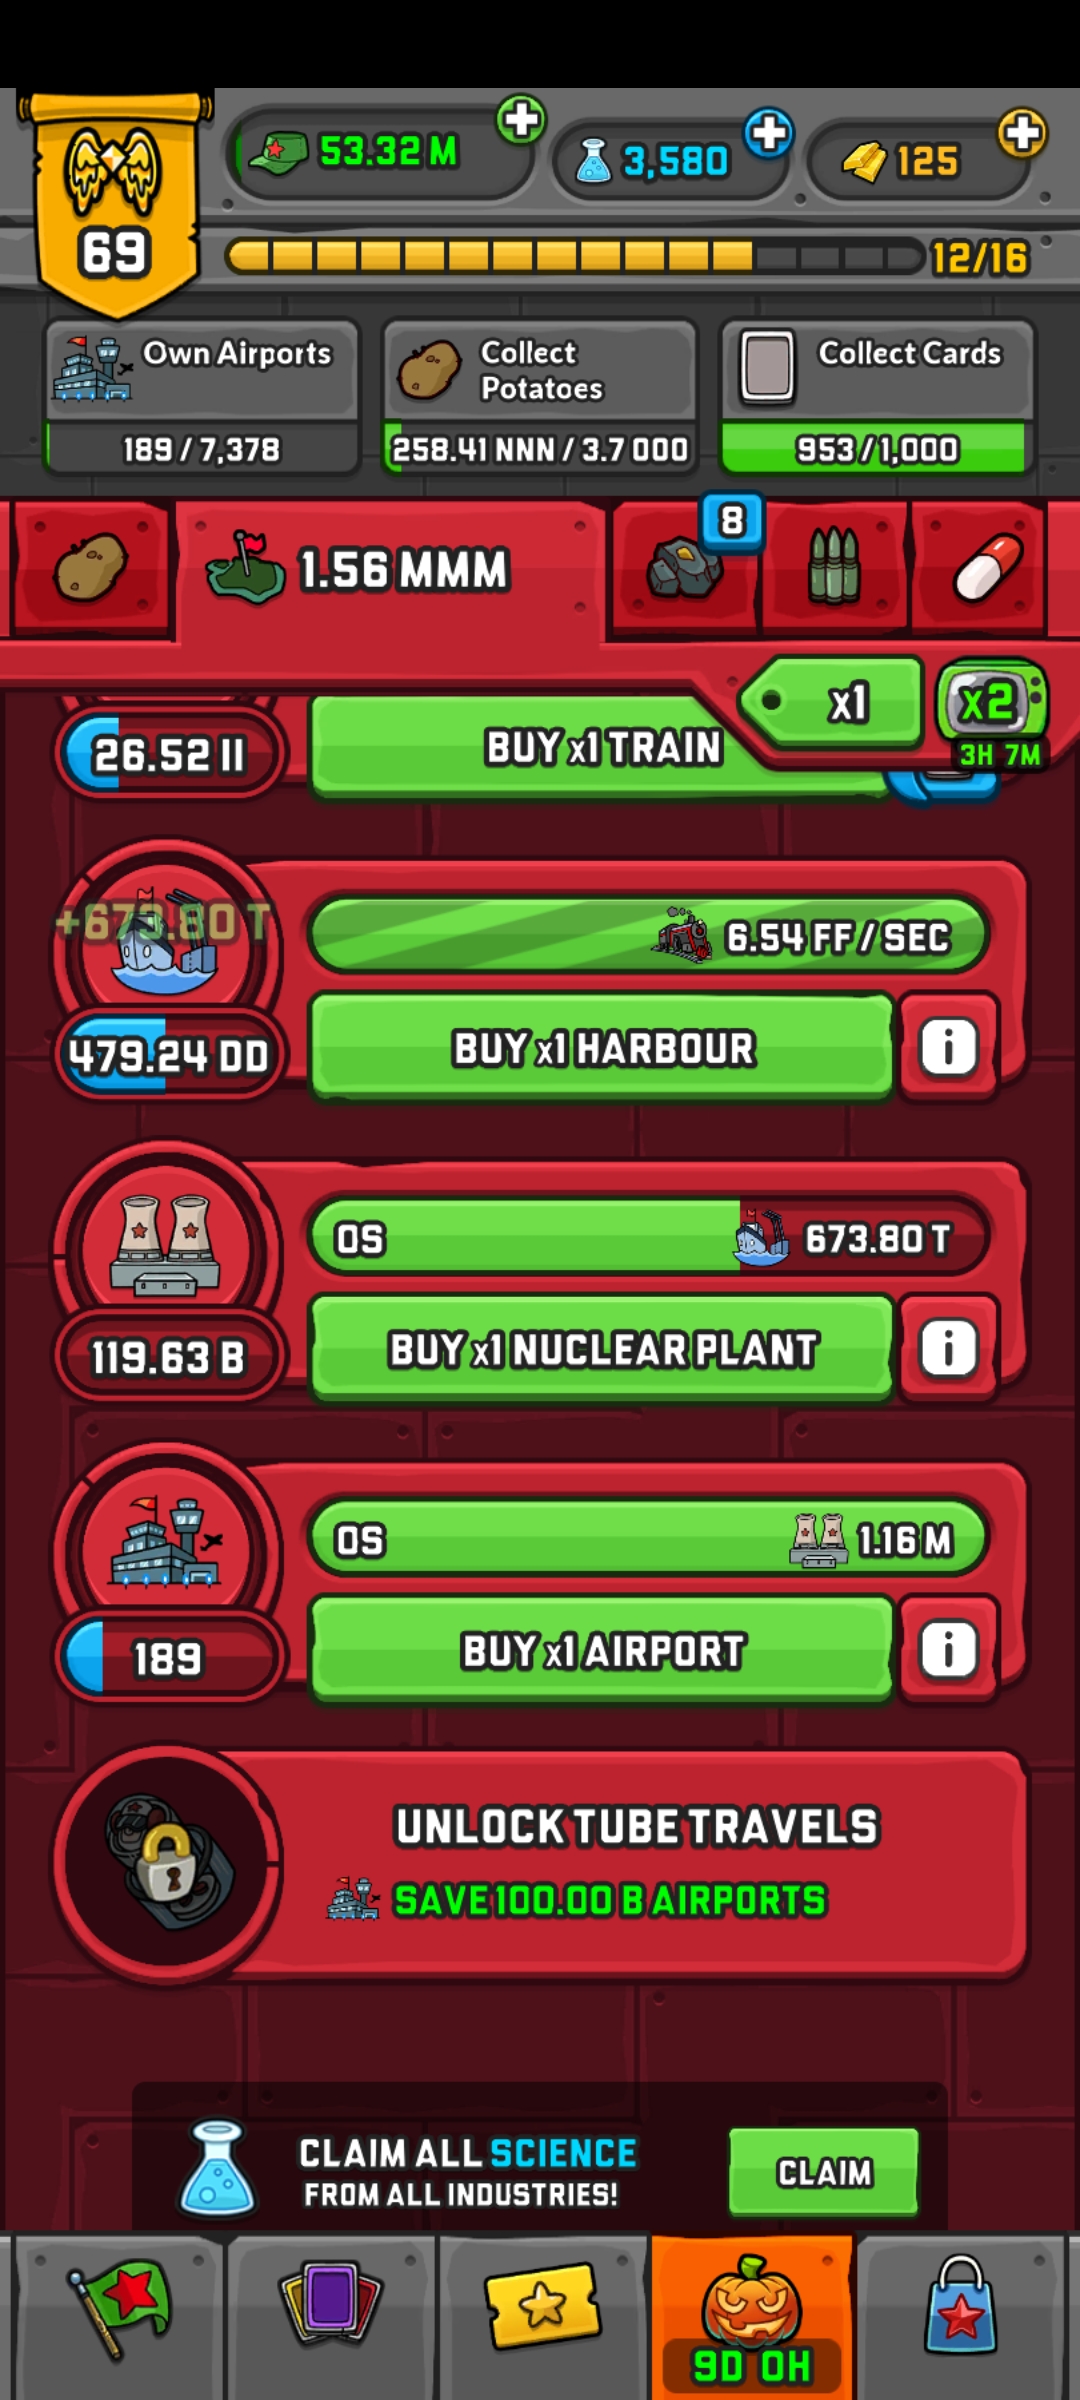 53.32 M
3,580
125
69
12/16
Own Airports
189 / 7,378
Collect
Potatoes
258.41 NNN / 3.7 OOO
Collect Cards
953 / 1,000
1.56 MMM
8
x1
x2
3H 7M
26.52 II
BUY x1 TRAIN
+673.80 T
6.54 FF / SEC
479.24 DD
BUY x1 HARBOUR
i
0S
673.80 T
119.63 B
BUY x1 NUCLEAR PLANT
i
0S
1.16 M
189
BUY x1 AIRPORT
i
UNLOCK TUBE TRAVELS
SAVE 100.00 B AIRPORTS
CLAIM ALL SCIENCE
FROM ALL INDUSTRIES!
CLAIM
9D 0H